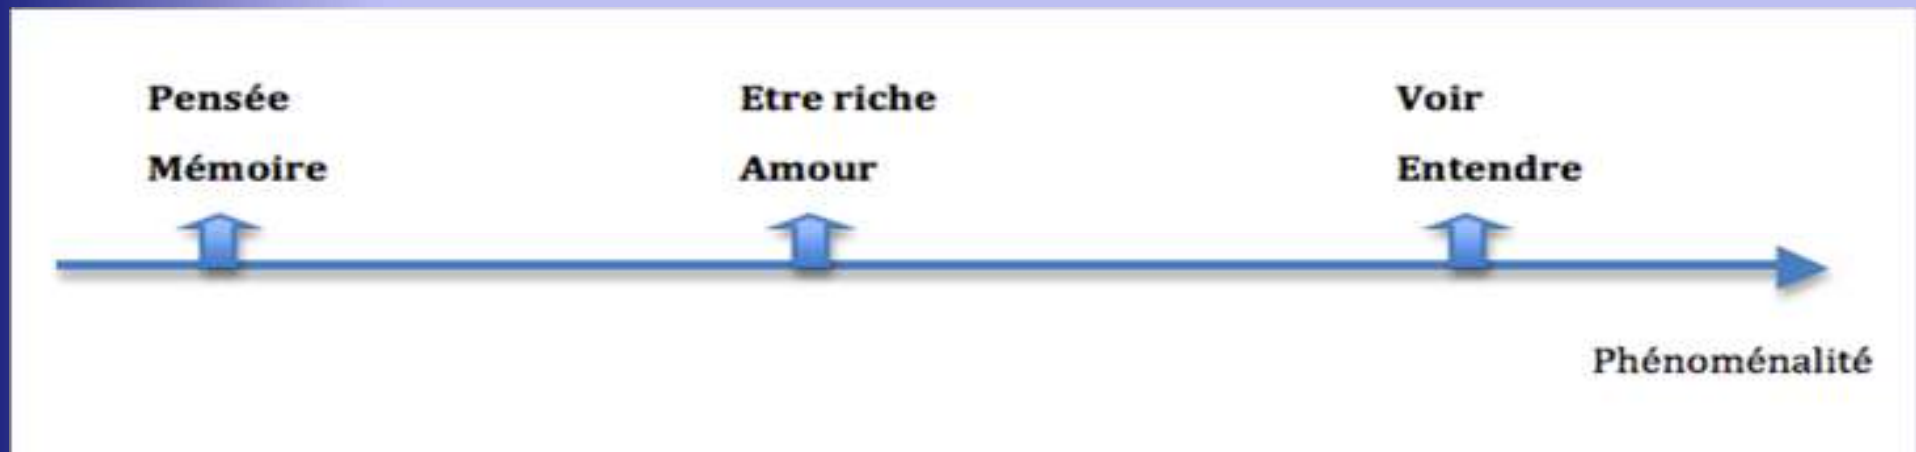 Pensée
Mémoire
Etre riche
Amour
Voir
Entendre
Phénoménalité